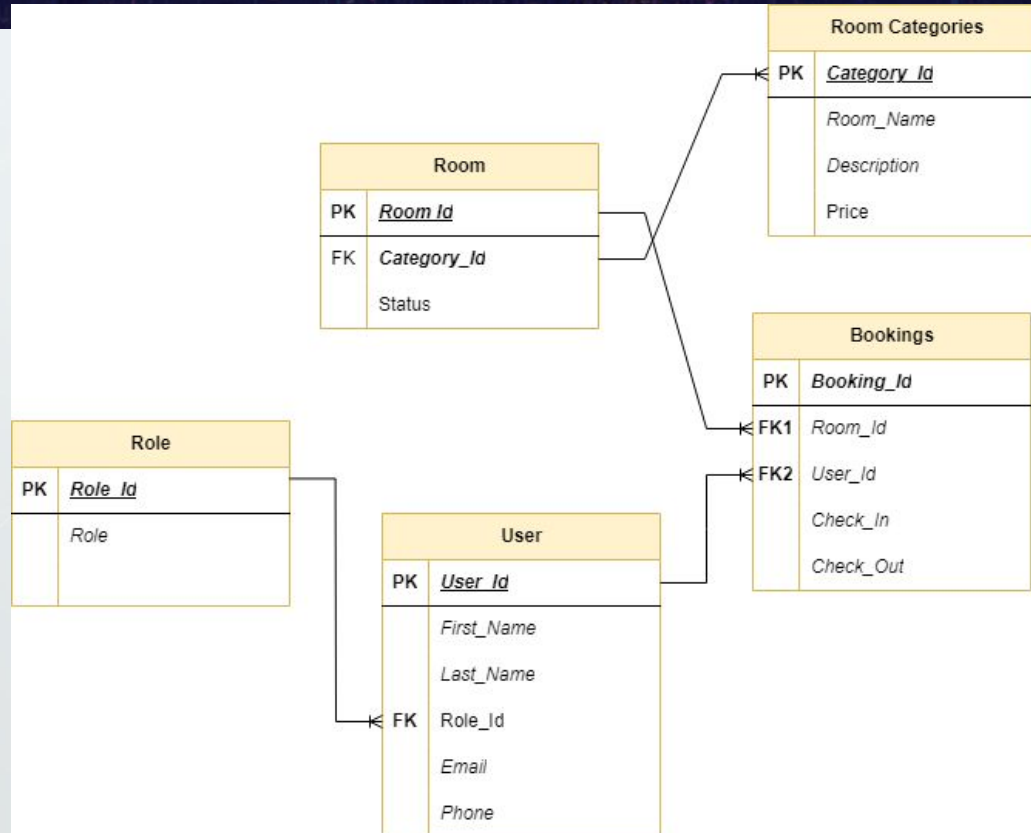 Room Categories
PK Category_Id
Room_Name
Description
Price
Room
PK Room Id
FK Category_Id
Status
Bookings
PK Booking_Id
FK1 Room_Id
FK2 User_Id
Check_In
Check_Out
Role
PK Role_Id
Role
User
PK User_Id
First_Name
Last_Name
FK Role_Id
Email
Phone